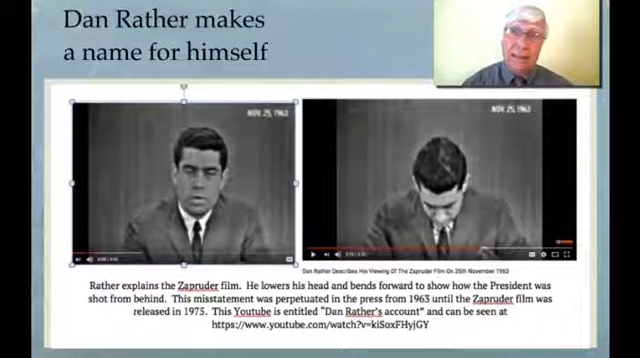 Dan Rather makes
a name for himself
NOV. 25, 1963
NOV. 25, 1963
Dan Rather Describes His Viewing Of The Zapruder Film On 25th November 1963
Rather explains the Zapruder film. He lowers his head and bends forward to show how the President was
shot from behind. This misstatement was perpetuated in the press from 1963 until the Zapruder film was
released in 1975. This Youtube is entitled "Dan Rather's account" and can be seen at
https://www.youtube.com/watch?v=kiSoxFHyjGY